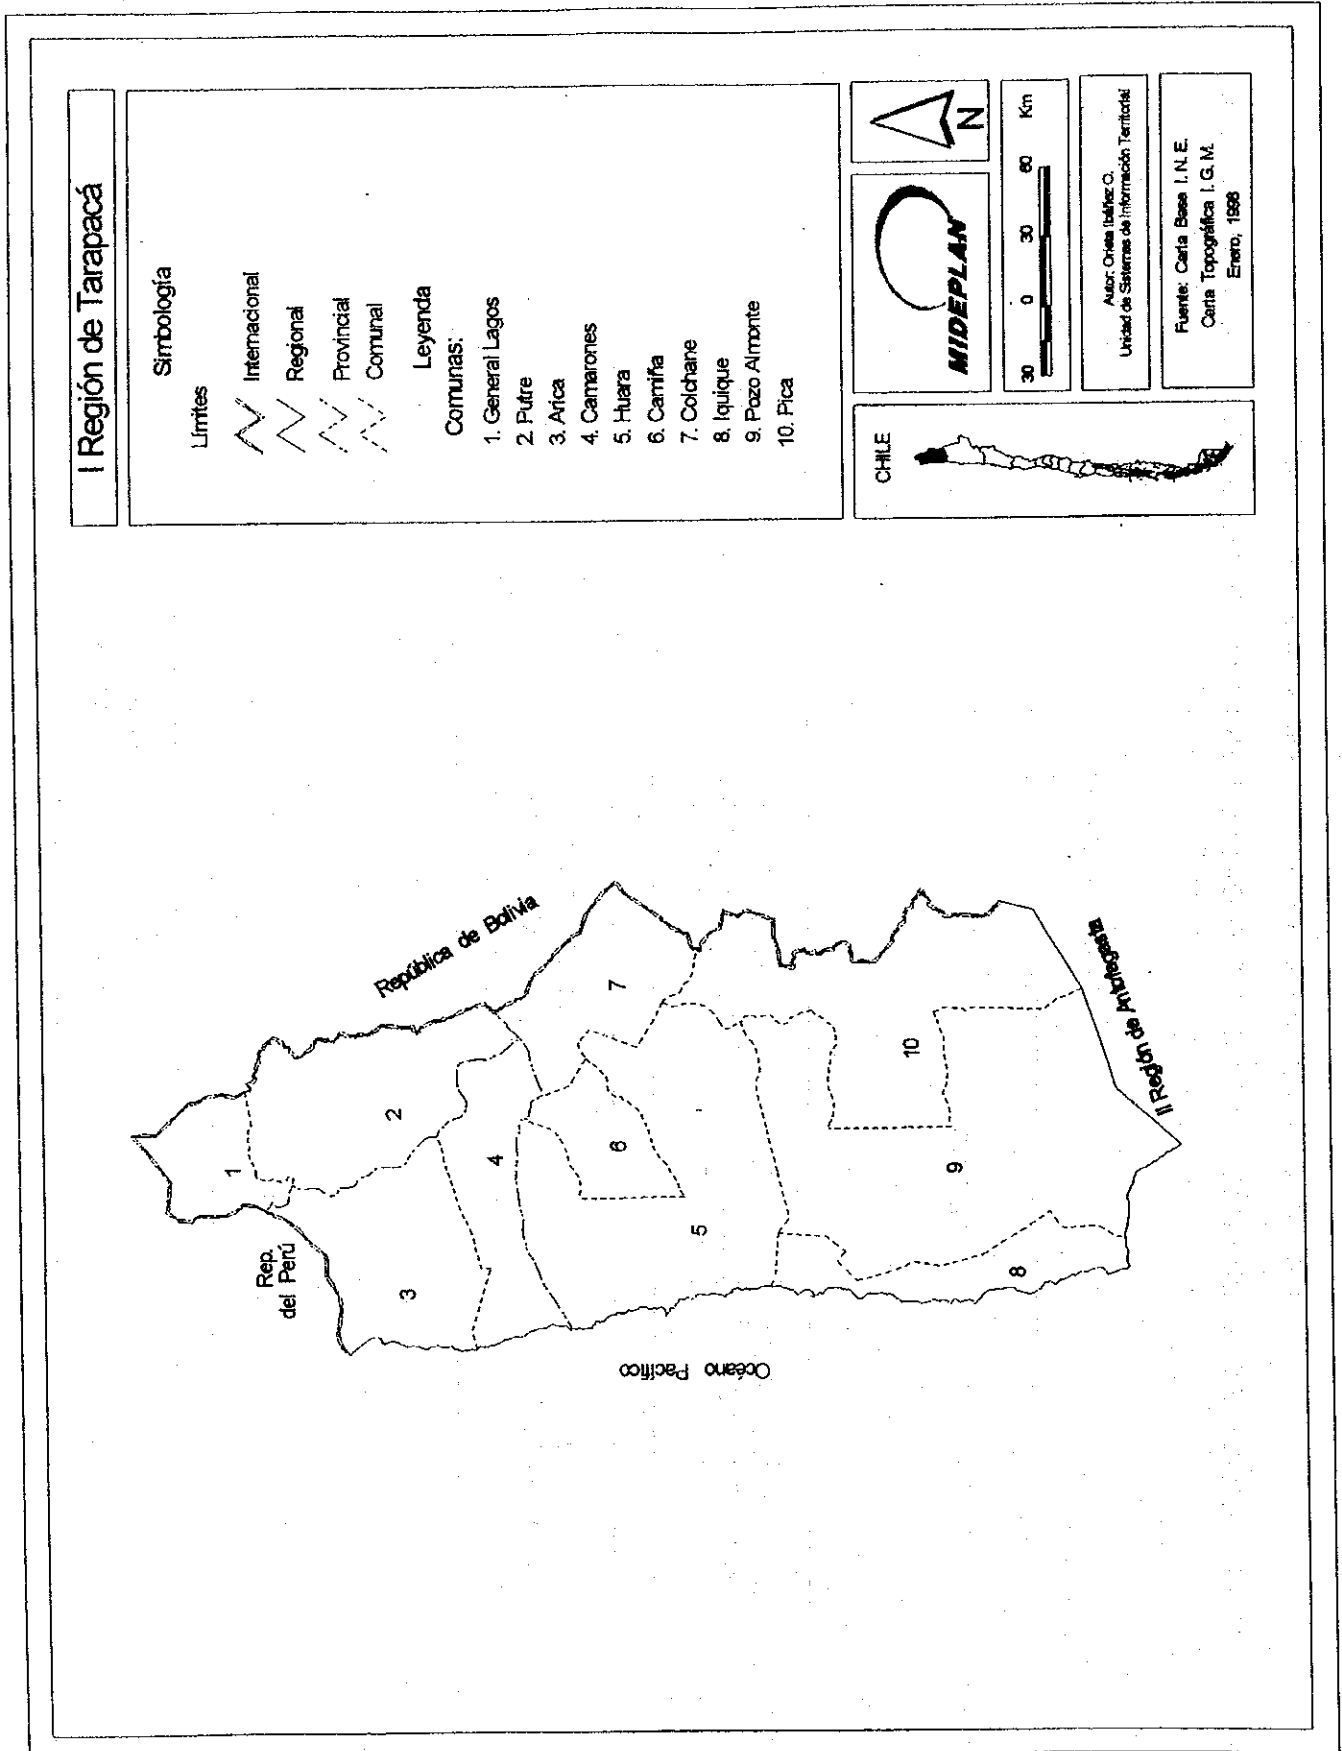 I Región de Tarapacá
Simbología
Límites
Internacional
Regional
Provincial
Comunal
Leyenda
Comunas:
1. General Lagos
2. Putre
3. Arica
4. Camarones
5. Huara
6. Camiña
7. Colchane
8. Iquique
9. Pozo Almonte
10. Pica
CHILE
MIDEPLAN
N
30 0 30 60 Km
Autor: Orieta Ibáñez O.
Unidad de Sistemas de Información Territorial
Fuente: Carta Base I. N. E.
Carta Topográfica I. G. M.
Enero, 1998
República de Bolivia
Rep.
del Perú
Océano Pacífico
II Región de Antofagasta
1
2
3
4
5
6
7
8
9
10